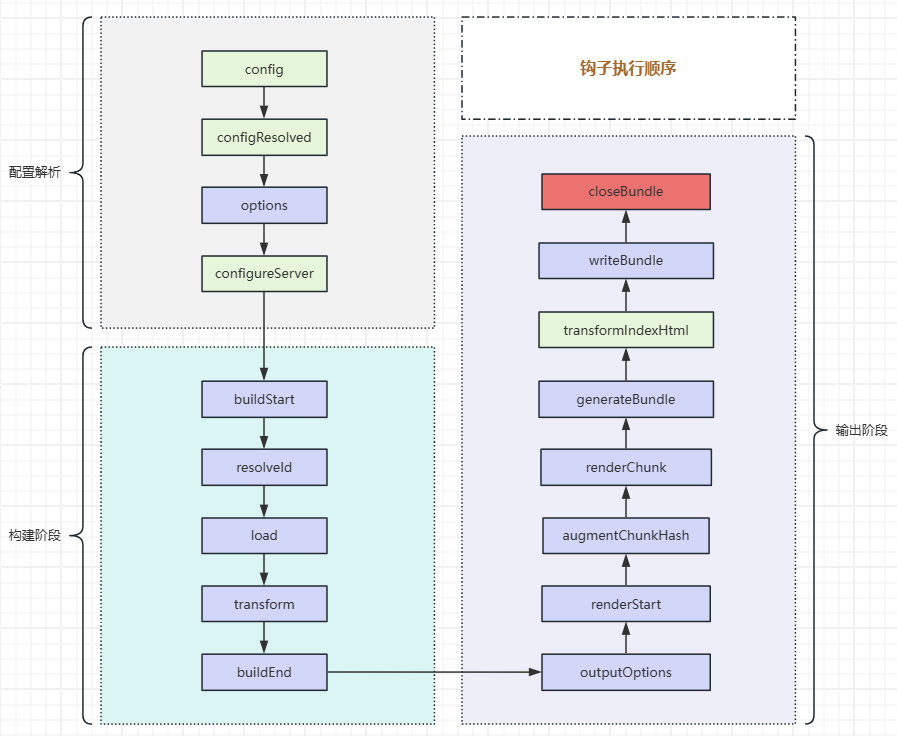 钩子执行顺序
配置解析
config
configResolved
options
configureServer
构建阶段
buildStart
resolveId
load
transform
buildEnd
输出阶段
closeBundle
writeBundle
transformIndexHtml
generateBundle
renderChunk
augmentChunkHash
renderStart
outputOptions